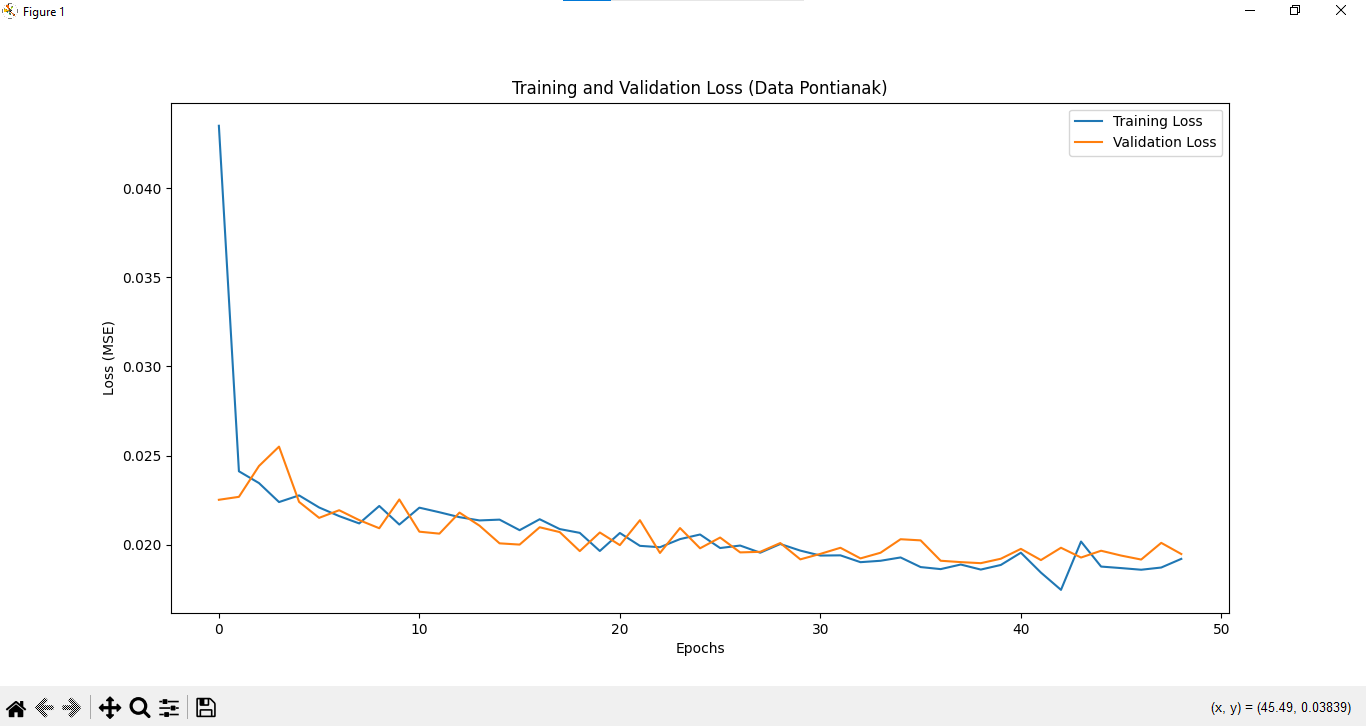 Figure 1
Training and Validation Loss (Data Pontianak)
Training Loss
Validation Loss
0.040
0.035
0.030
0.025
0.020
Loss (MSE)
0 10 20 30 40 50
Epochs
(x, y) = (45.49, 0.03839)